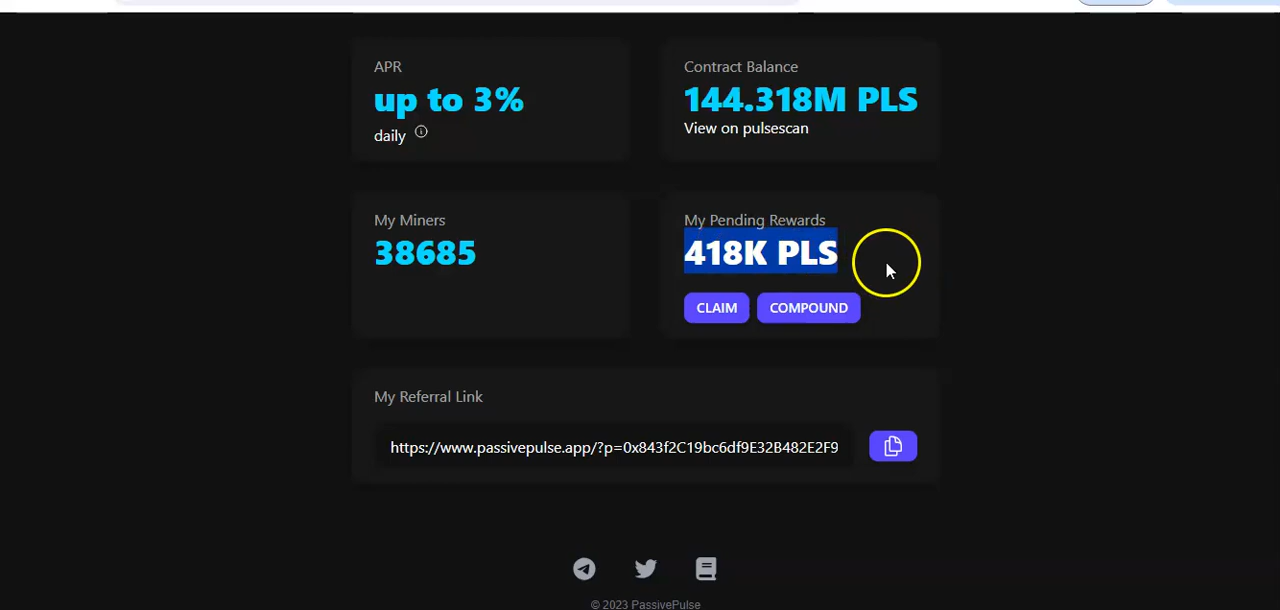 APR
up to 3%
daily
Contract Balance
144.318M PLS
View on pulsescan
My Miners
38685
My Pending Rewards
418K PLS
CLAIM COMPOUND
My Referral Link
https://www.passivepulse.app/?p=0x843f2C19bc6df9E32B482E2F9
© 2023 PassivePulse